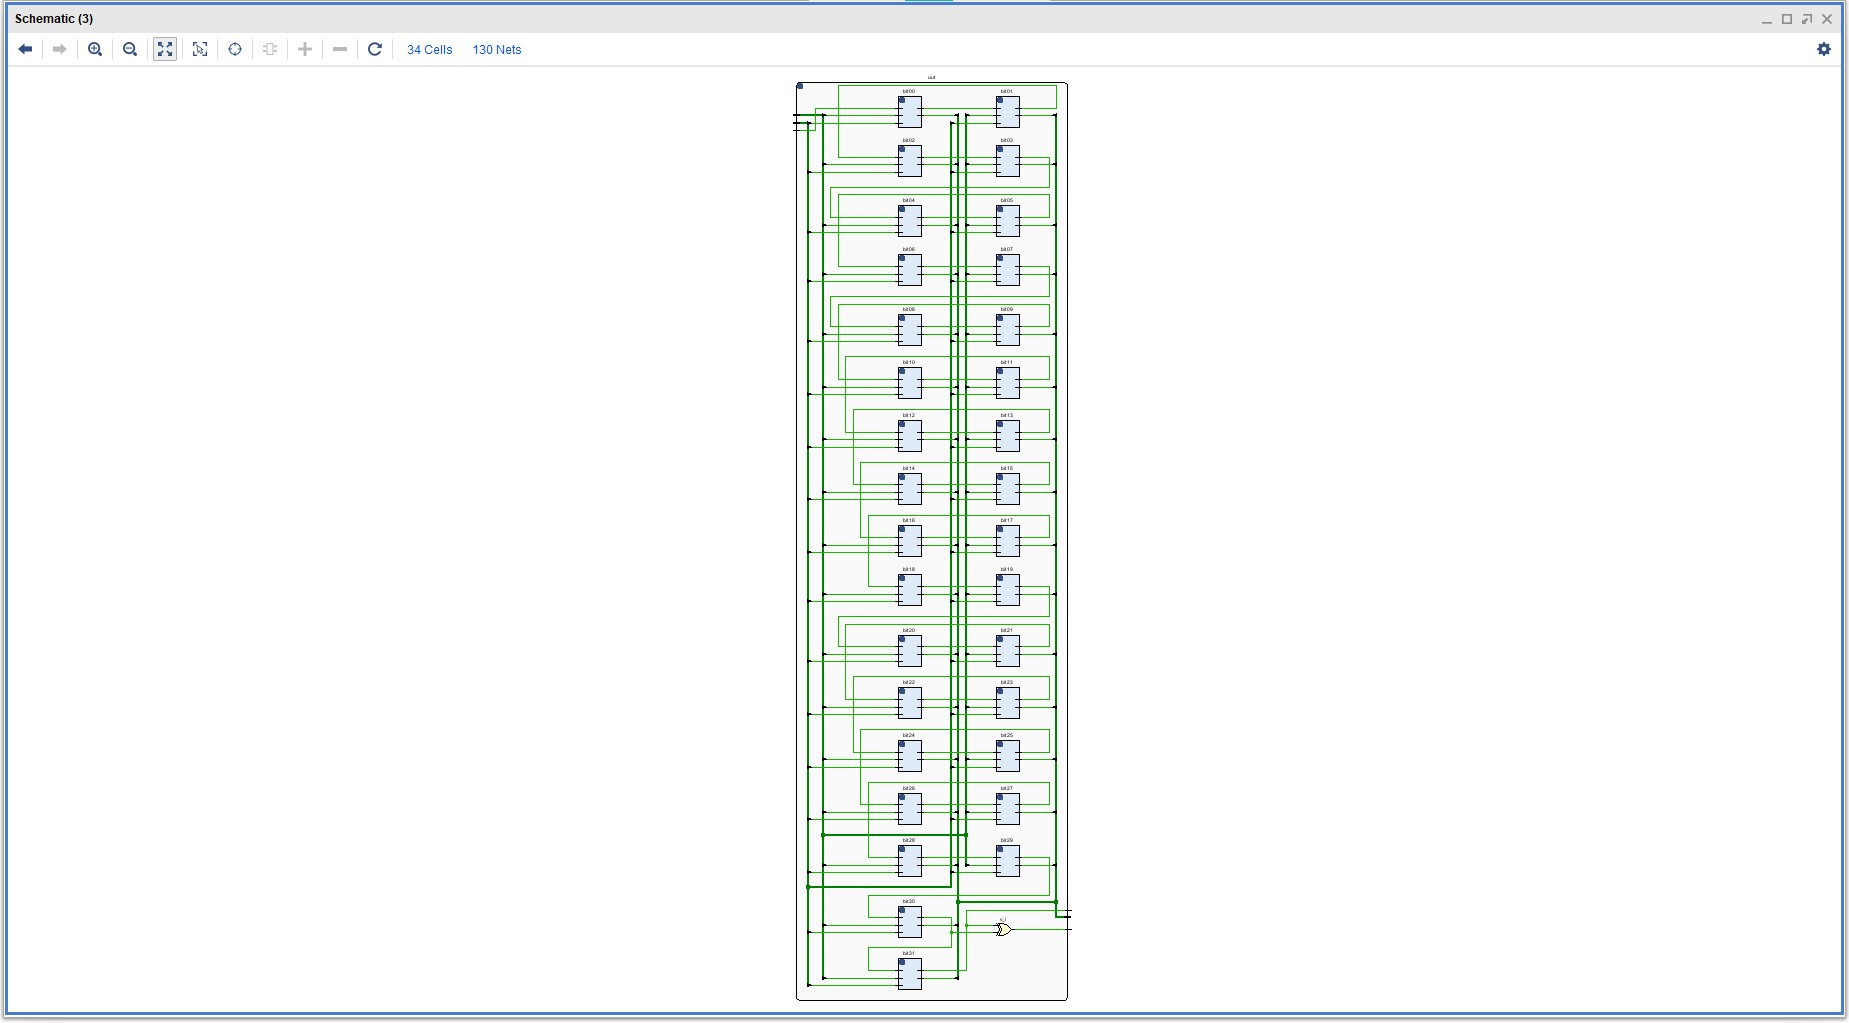 Schematic (3)
34 Cells 130 Nets
uut
bit00 bit01
bit02 bit03
bit04 bit05
bit06 bit07
bit08 bit09
bit10 bit11
bit12 bit13
bit14 bit15
bit16 bit17
bit18 bit19
bit20 bit21
bit22 bit23
bit24 bit25
bit26 bit27
bit28 bit29
bit30
bit31